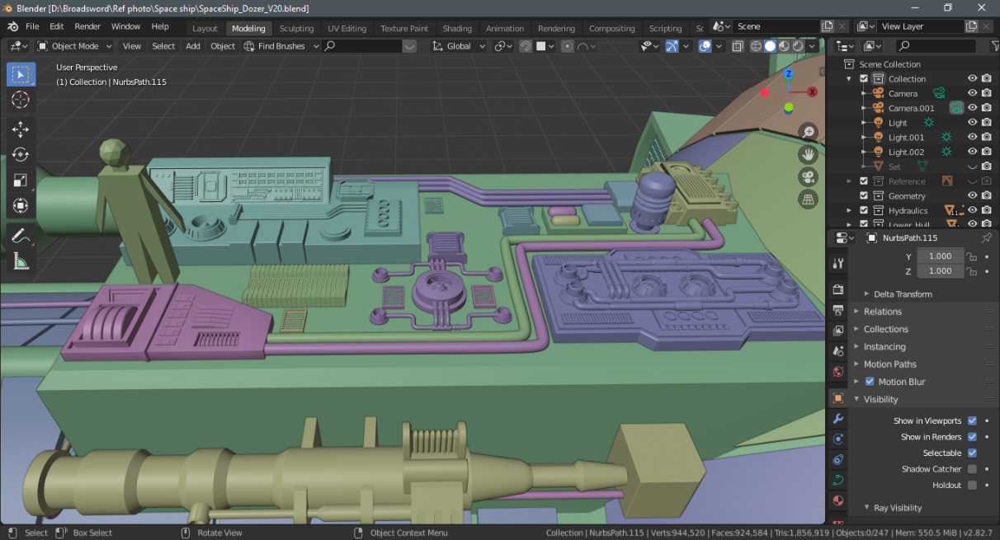 Blender [D:\Broadsword\Ref photo\Space ship\SpaceShip_Dozer_V20.blend]
File Edit Render Window Help Layout Modeling Sculpting UV Editing Texture Paint Shading Animation Rendering Compositing Scripting Sc Scene View Layer
Object Mode View Select Add Object Find Brushes Global
User Perspective
(1) Collection | NurbsPath.115
Z
X
Scene Collection
Collection
Camera
Camera.001
Light
Light.001
Light.002
Set
Reference
Geometry
Hydraulics 11
Lower_Hull
NurbsPath.115
Y 1.000
Z 1.000
Delta Transform
Relations
Collections
Instancing
Motion Paths
Motion Blur
Visibility
Show in Viewports
Show in Renders
Selectable
Shadow Catcher
Holdout
Ray Visibility
Select Box Select Rotate View Object Context Menu Collection | NurbsPath.115 | Verts:944,520 | Faces:924,584 | Tris:1,856,919 | Objects:0/247 | Mem: 550.5 MiB | v2.82.7